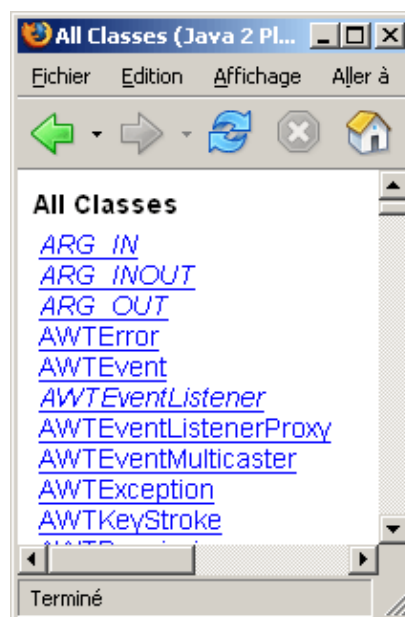 All Classes (Java 2 Pl...
Fichier Edition Affichage Aller à
All Classes
ARG_IN
ARG_INOUT
ARG_OUT
AWTError
AWTEvent
AWTEventListener
AWTEventListenerProxy
AWTEventMulticaster
AWTException
AWTKeyStroke
Terminé